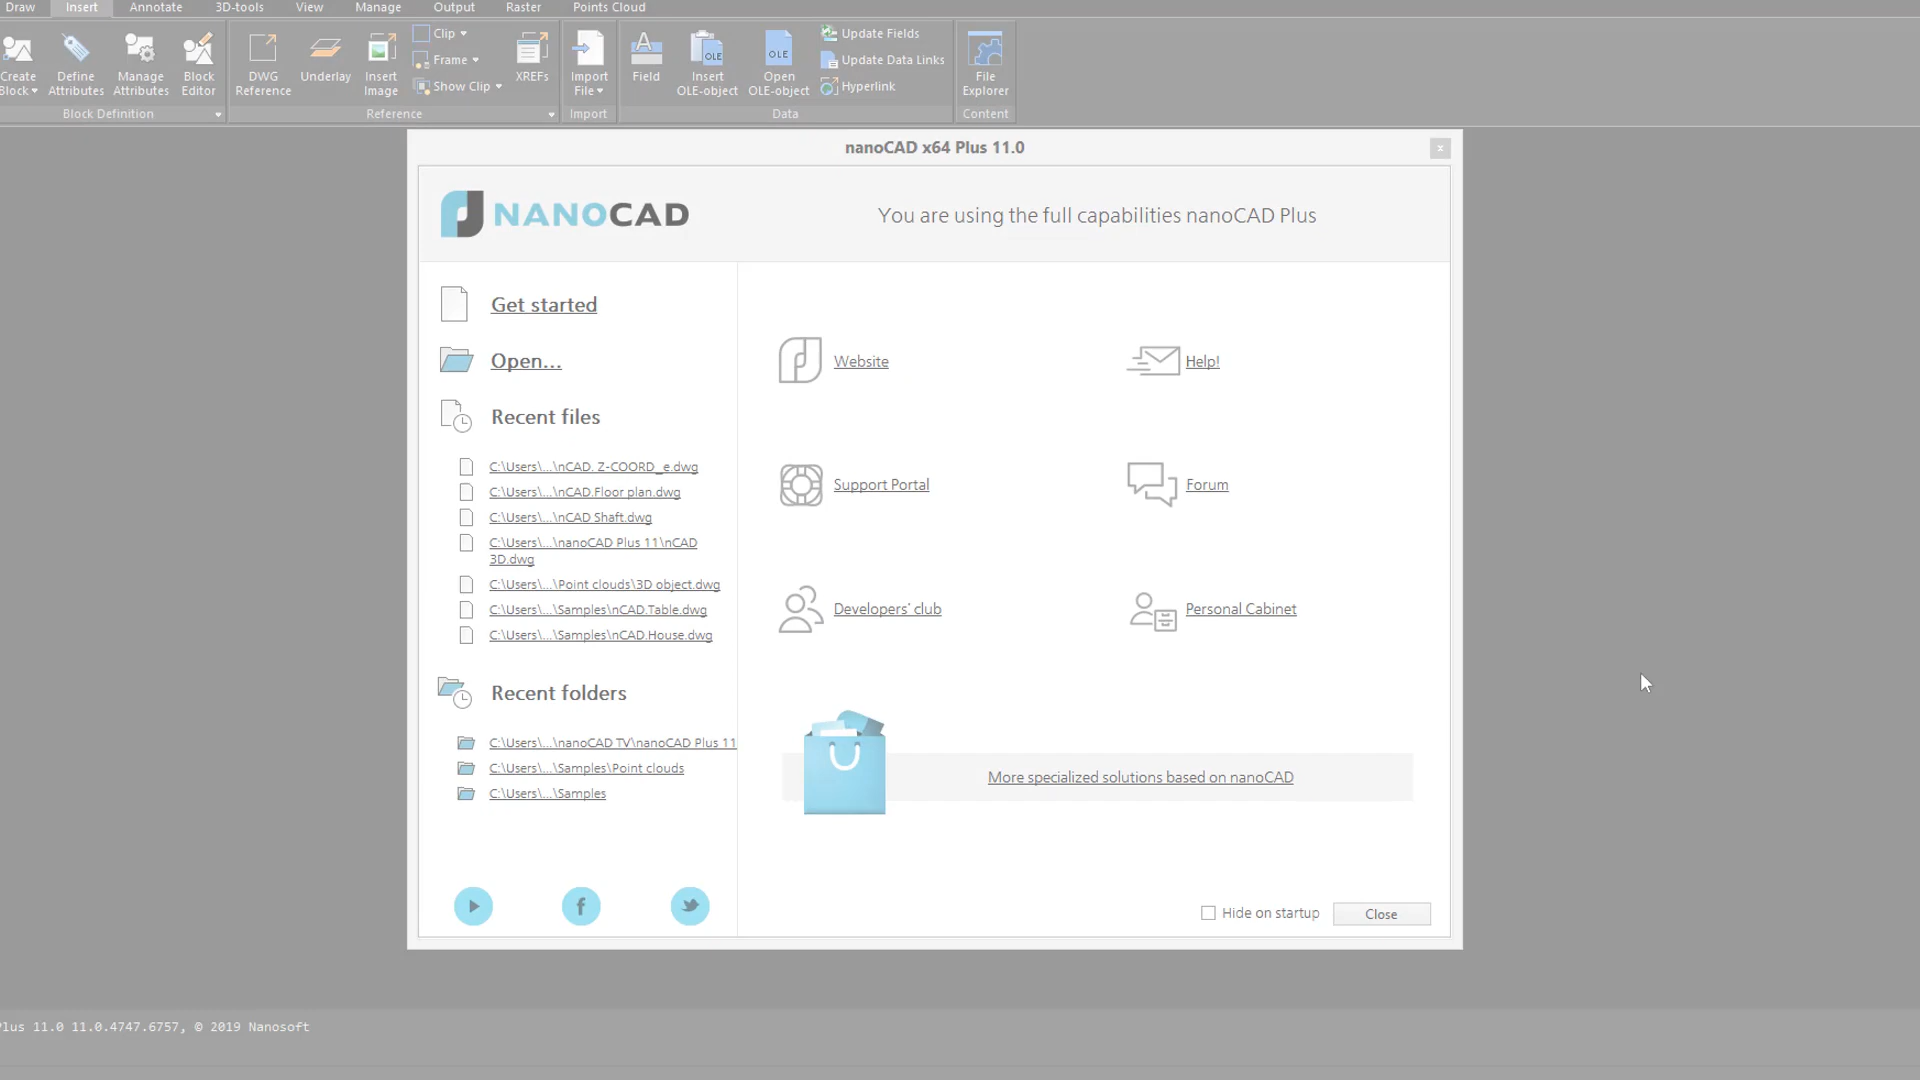 Draw Insert Annotate 3D-tools View Manage Output Raster Points Cloud
Create Block
Define Attributes
Manage Attributes
Block Editor
Block Definition
DWG Reference
Underlay
Insert Image
Clip
Frame
Show Clip
XREFs
Reference
Import File
Import
Field
Insert OLE-object
Open OLE-object
Update Fields
Update Data Links
Hyperlink
Data
File Explorer
Content
nanoCAD x64 Plus 11.0
NANOCAD
You are using the full capabilities nanoCAD Plus
Get started
Open...
Recent files
C:\Users\...\nCAD. Z-COORD_e.dwg
C:\Users\...\nCAD.Floor plan.dwg
C:\Users\...\nCAD Shaft.dwg
C:\Users\...\nanoCAD Plus 11\nCAD
3D.dwg
C:\Users\...\Point clouds\3D object.dwg
C:\Users\...\Samples\nCAD.Table.dwg
C:\Users\...\Samples\nCAD.House.dwg
Recent folders
C:\Users\...\nanoCAD TV\nanoCAD Plus 11
C:\Users\...\Samples\Point clouds
C:\Users\...\Samples
Website
Help!
Support Portal
Forum
Developers' club
Personal Cabinet
More specialized solutions based on nanoCAD
Hide on startup
Close
Plus 11.0 11.0.4747.6757, © 2019 Nanosoft